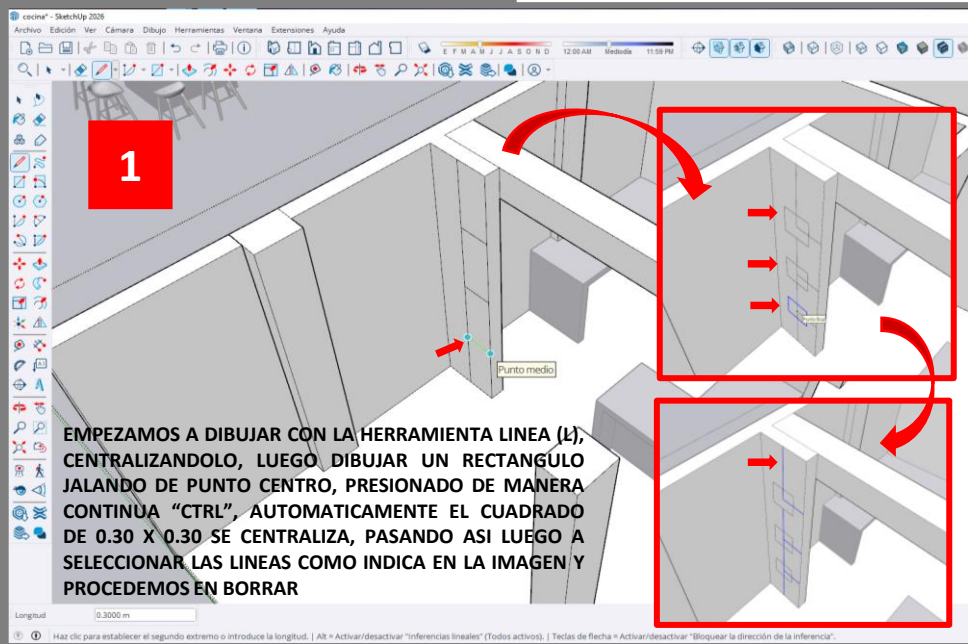 cocina* - SketchUp 2026
Archivo Edición Ver Cámara Dibujo Herramientas Ventana Extensiones Ayuda
E F M A M J J A S O N D 12:00 AM Mediodía 11:59 PM
1
Punto medio
EMPEZAMOS A DIBUJAR CON LA HERRAMIENTA LINEA (L),
CENTRALIZANDOLO, LUEGO DIBUJAR UN RECTANGULO
JALANDO DE PUNTO CENTRO, PRESIONADO DE MANERA
CONTINUA “CTRL”, AUTOMATICAMENTE EL CUADRADO
DE 0.30 X 0.30 SE CENTRALIZA, PASANDO ASI LUEGO A
SELECCIONAR LAS LINEAS COMO INDICA EN LA IMAGEN Y
PROCEDEMOS EN BORRAR
Longitud 0.3000 m
Haz clic para establecer el segundo extremo o introduce la longitud. | Alt = Activar/desactivar "Inferencias lineales" (Todos activos). | Teclas de flecha = Activar/desactivar "Bloquear la dirección de la inferencia".